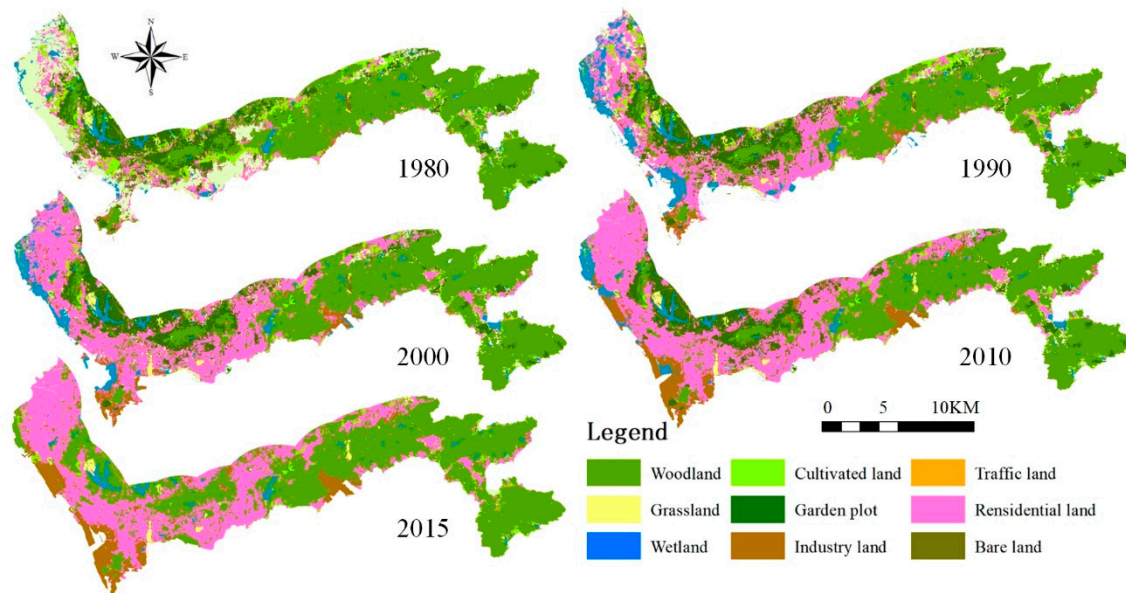 N
W E
S
1980
1990
2000
2010
2015
0 5 10KM
Legend
Woodland Cultivated land Traffic land
Grassland Garden plot Rensidential land
Wetland Industry land Bare land